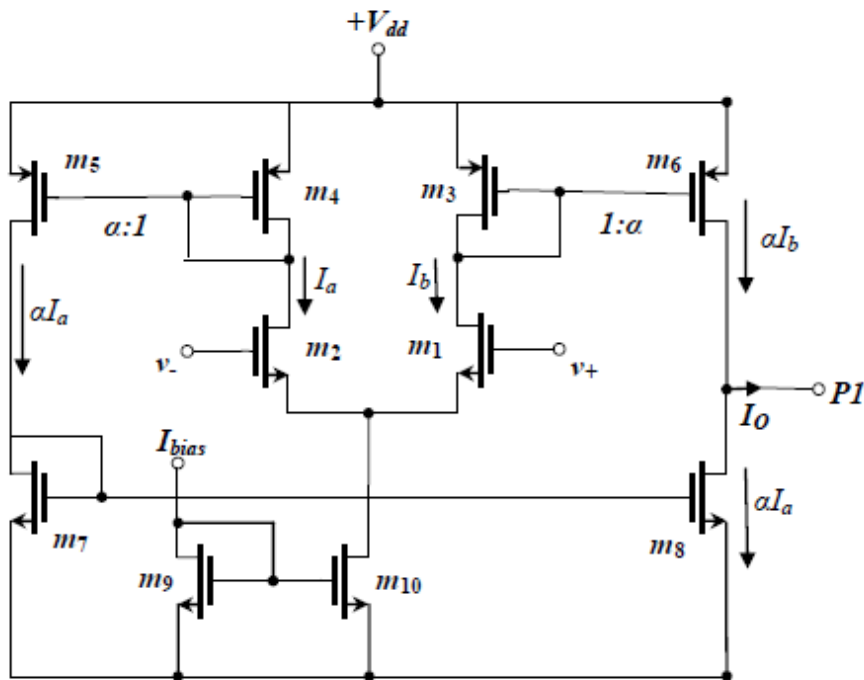 +Vdd
m5
m4
m3
m6
α:1
1:α
αIb
Ia
Ib
αIa
m2
m1
v-
v+
P1
Io
Ibias
αIa
m7
m8
m9
m10